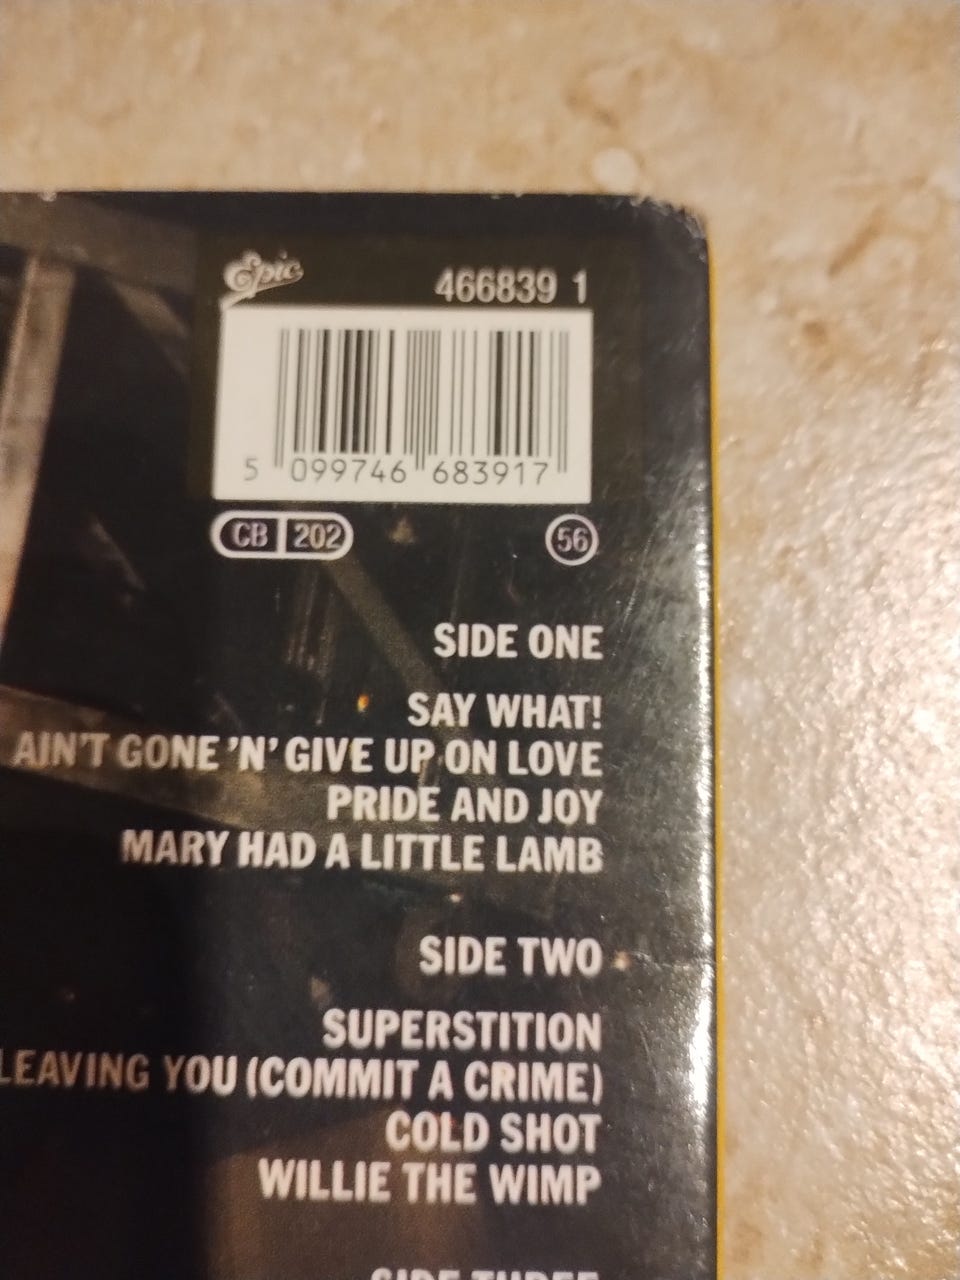 Epic 466839 1
5 099746 683917
CB 202 56
SIDE ONE
SAY WHAT!
AIN'T GONE 'N' GIVE UP ON LOVE
PRIDE AND JOY
MARY HAD A LITTLE LAMB
SIDE TWO
SUPERSTITION
LEAVING YOU (COMMIT A CRIME)
COLD SHOT
WILLIE THE WIMP
SIDE THREE